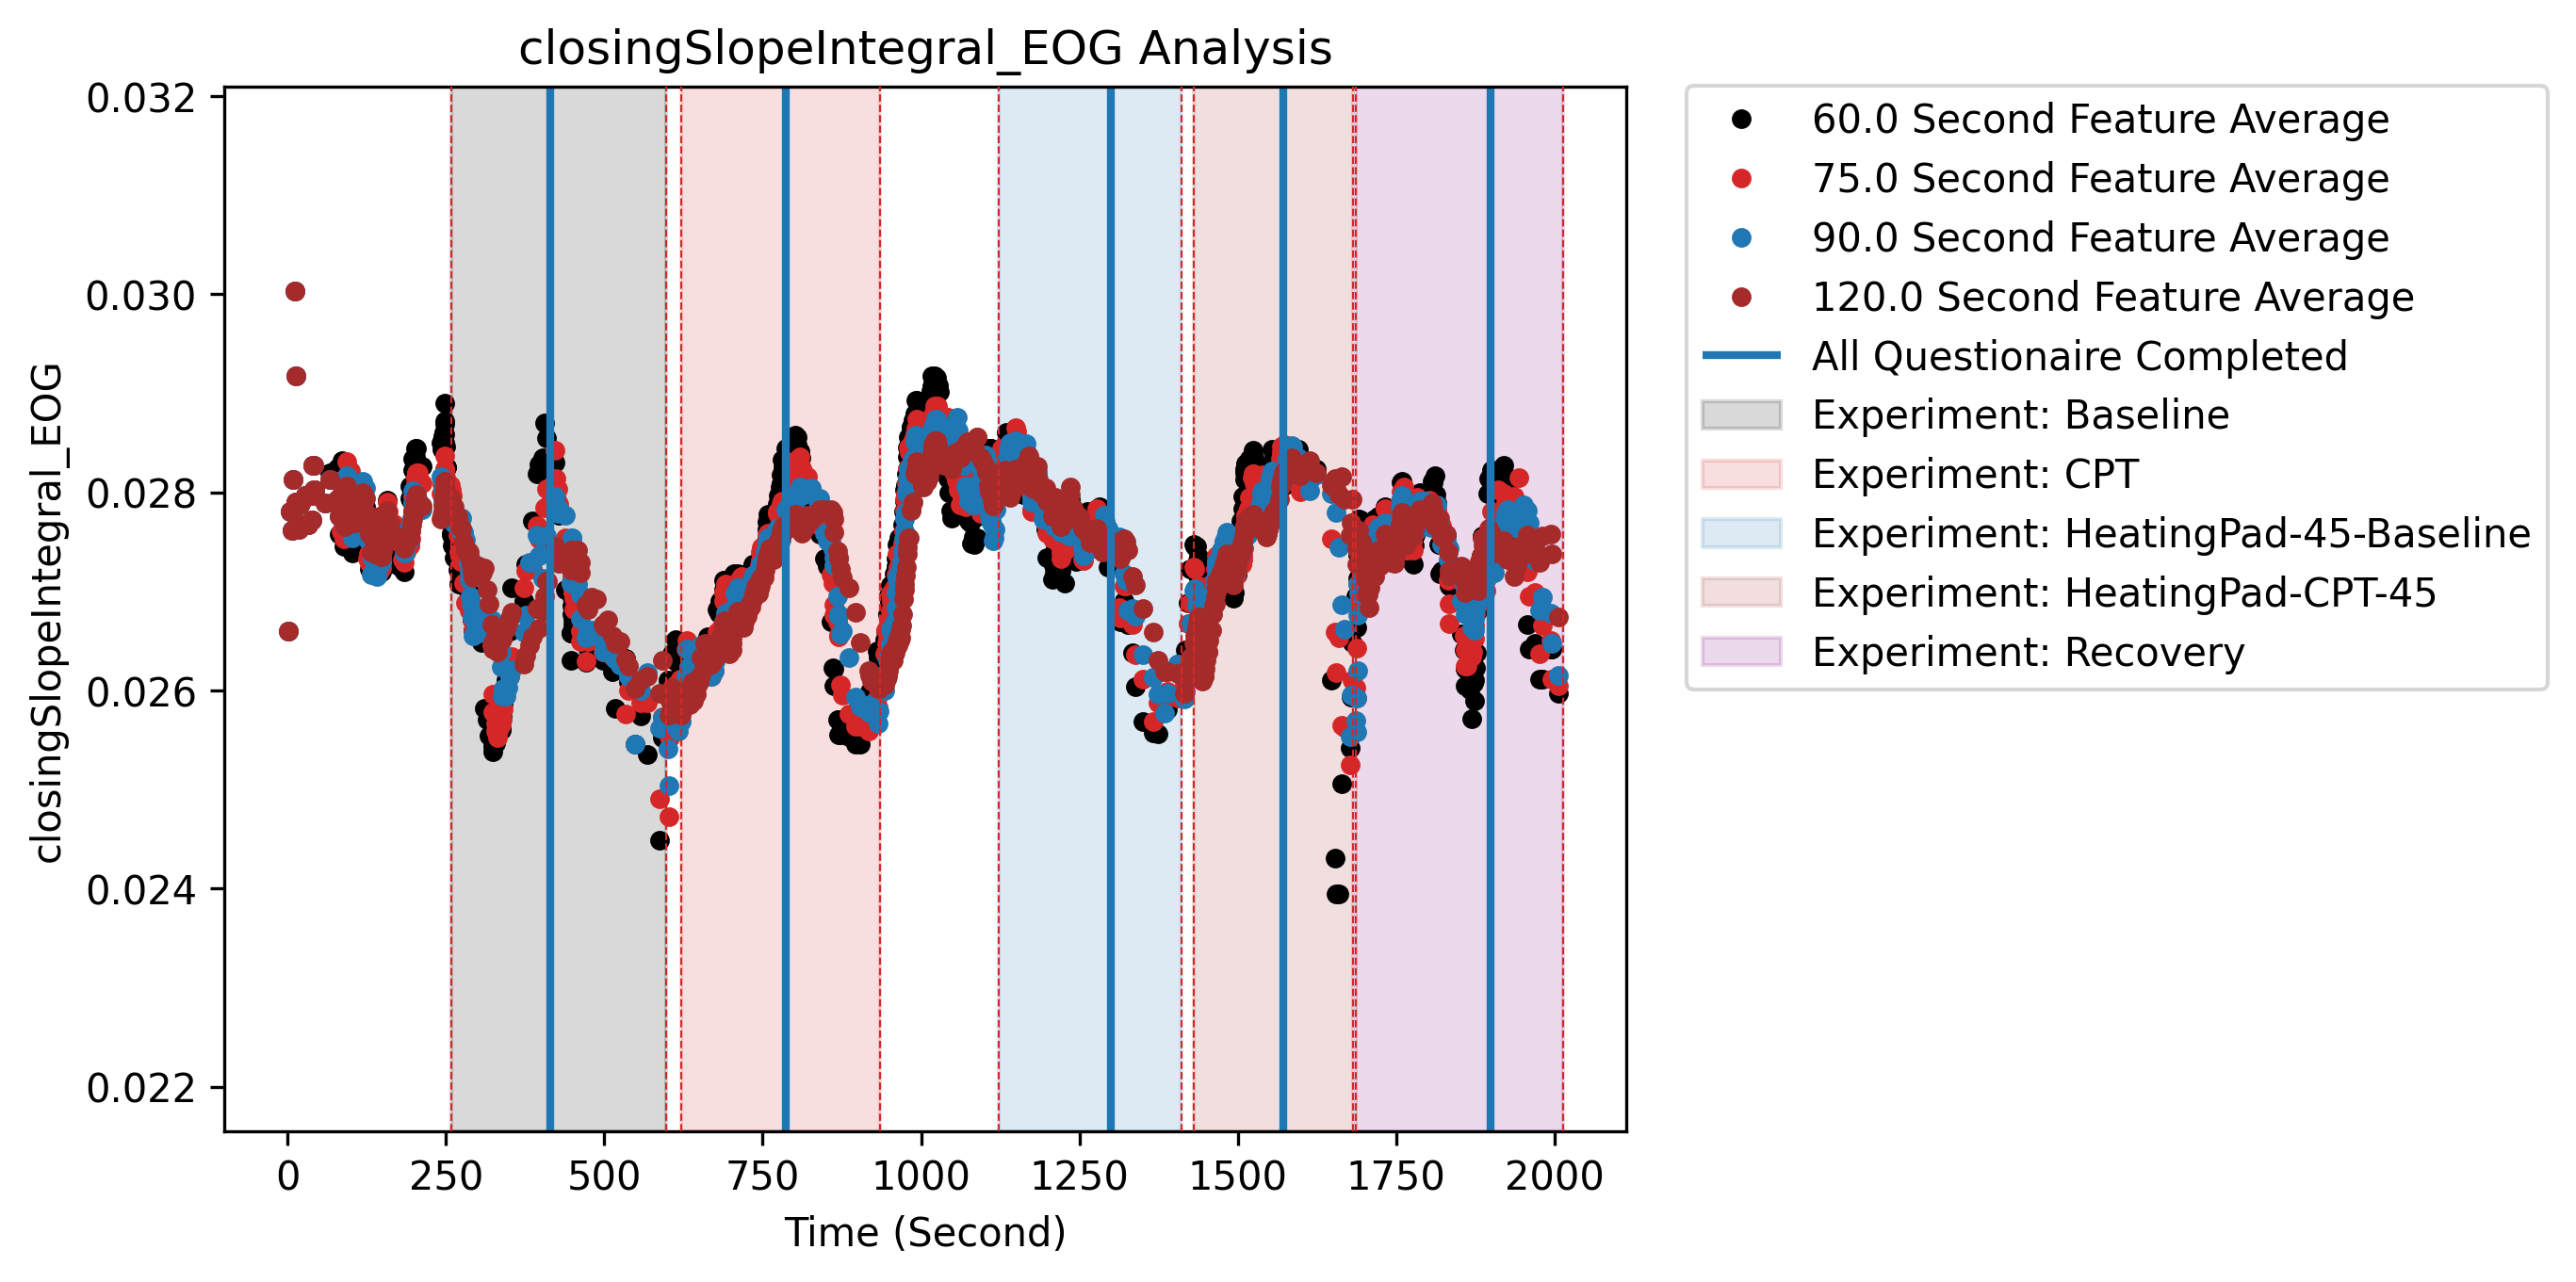 closingSlopeIntegral_EOG Analysis
closingSlopeIntegral_EOG
0.032
0.030
0.028
0.026
0.024
0.022
0 250 500 750 1000 1250 1500 1750 2000
Time (Second)
60.0 Second Feature Average
75.0 Second Feature Average
90.0 Second Feature Average
120.0 Second Feature Average
All Questionaire Completed
Experiment: Baseline
Experiment: CPT
Experiment: HeatingPad-45-Baseline
Experiment: HeatingPad-CPT-45
Experiment: Recovery